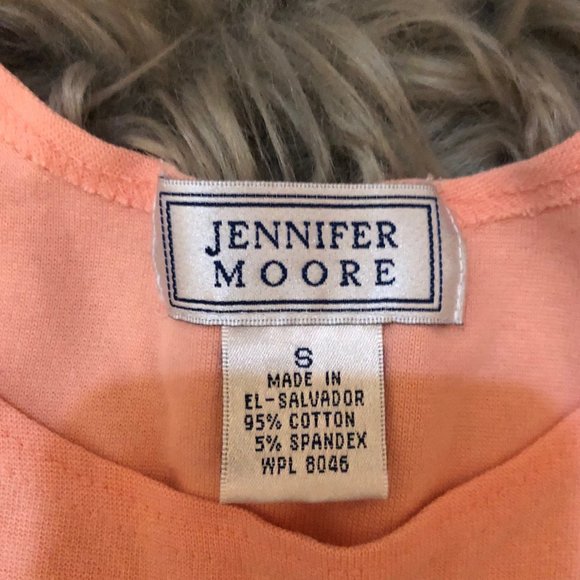 JENNIFER
MOORE
S
MADE IN
EL-SALVADOR
95% COTTON
5% SPANDEX
WPL 8046